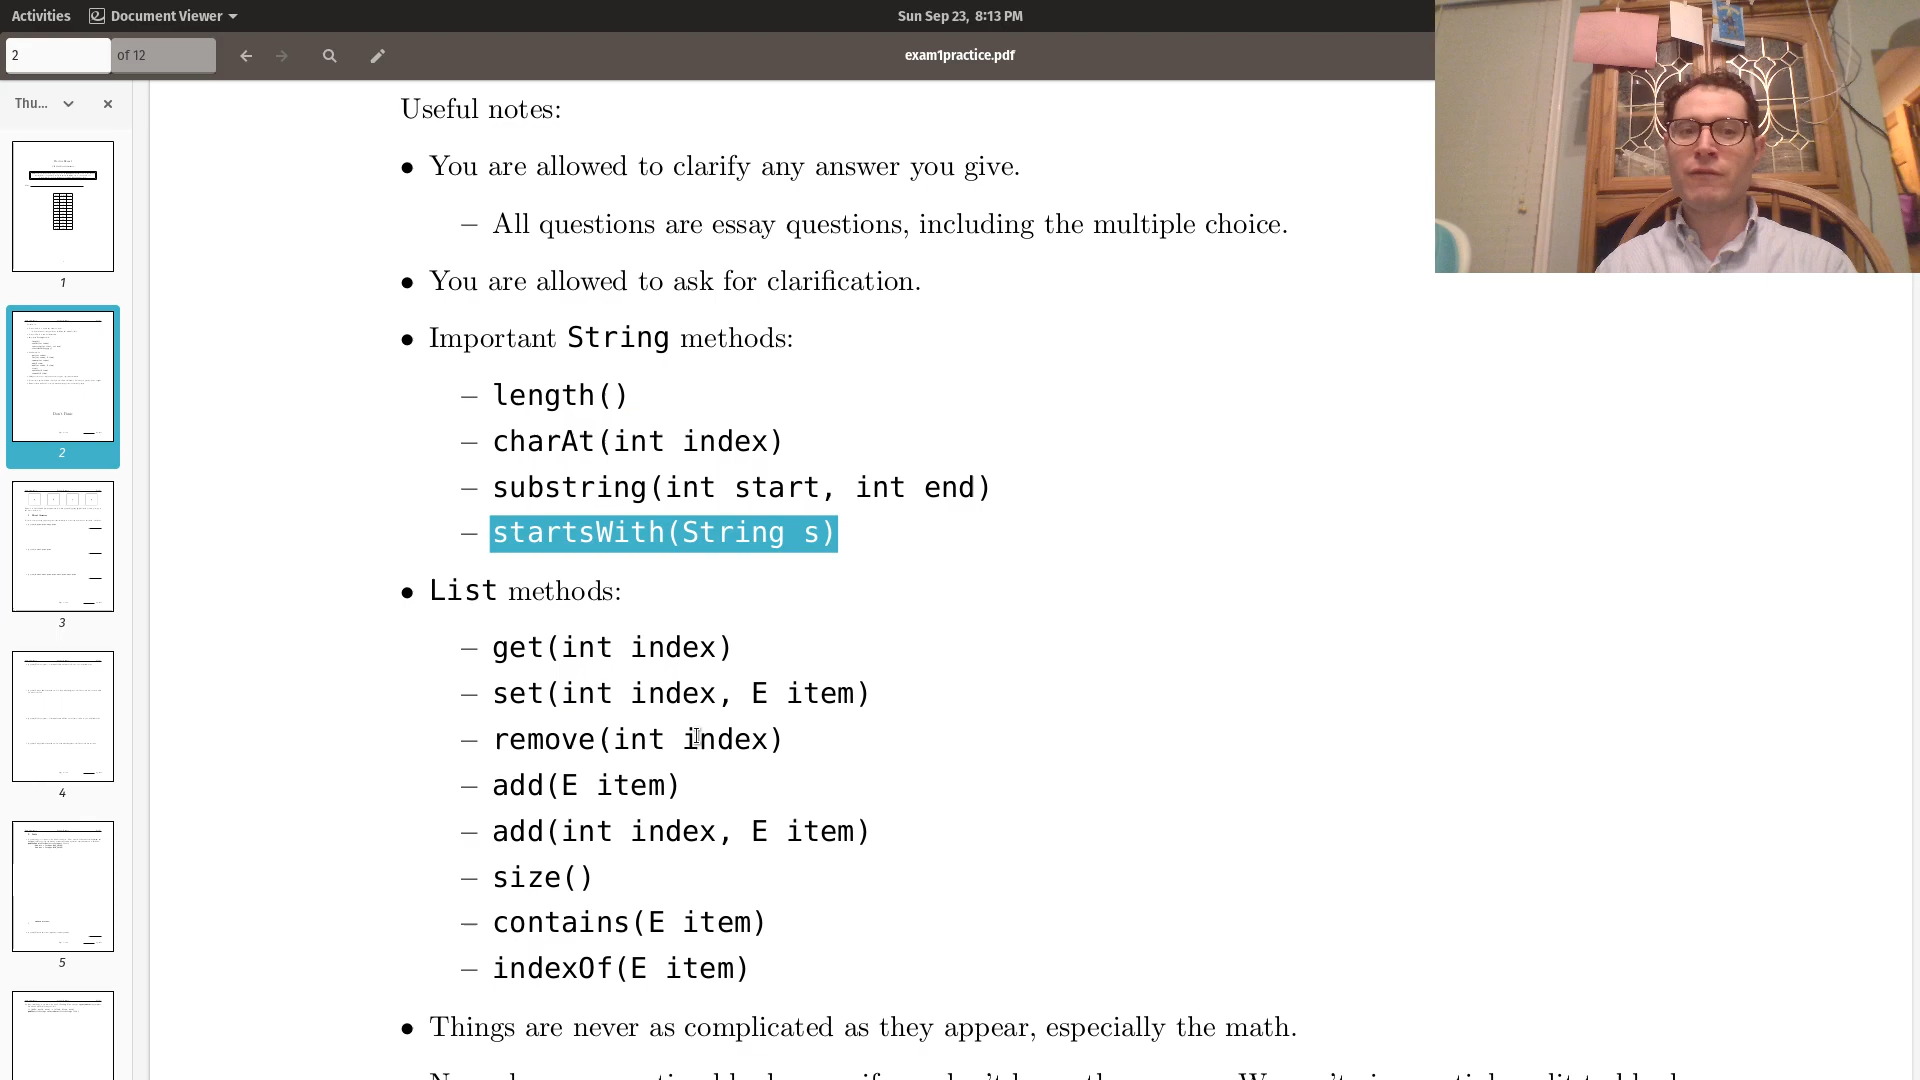 Activities Document Viewer Sun Sep 23, 8:13 PM
2 of 12 exam1practice.pdf
Thu...
Useful notes:
• You are allowed to clarify any answer you give.
– All questions are essay questions, including the multiple choice.
• You are allowed to ask for clarification.
• Important String methods:
– length()
– charAt(int index)
– substring(int start, int end)
– startsWith(String s)
• List methods:
– get(int index)
– set(int index, E item)
– remove(int index)
– add(E item)
– add(int index, E item)
– size()
– contains(E item)
– indexOf(E item)
• Things are never as complicated as they appear, especially the math.
1
2
3
4
5